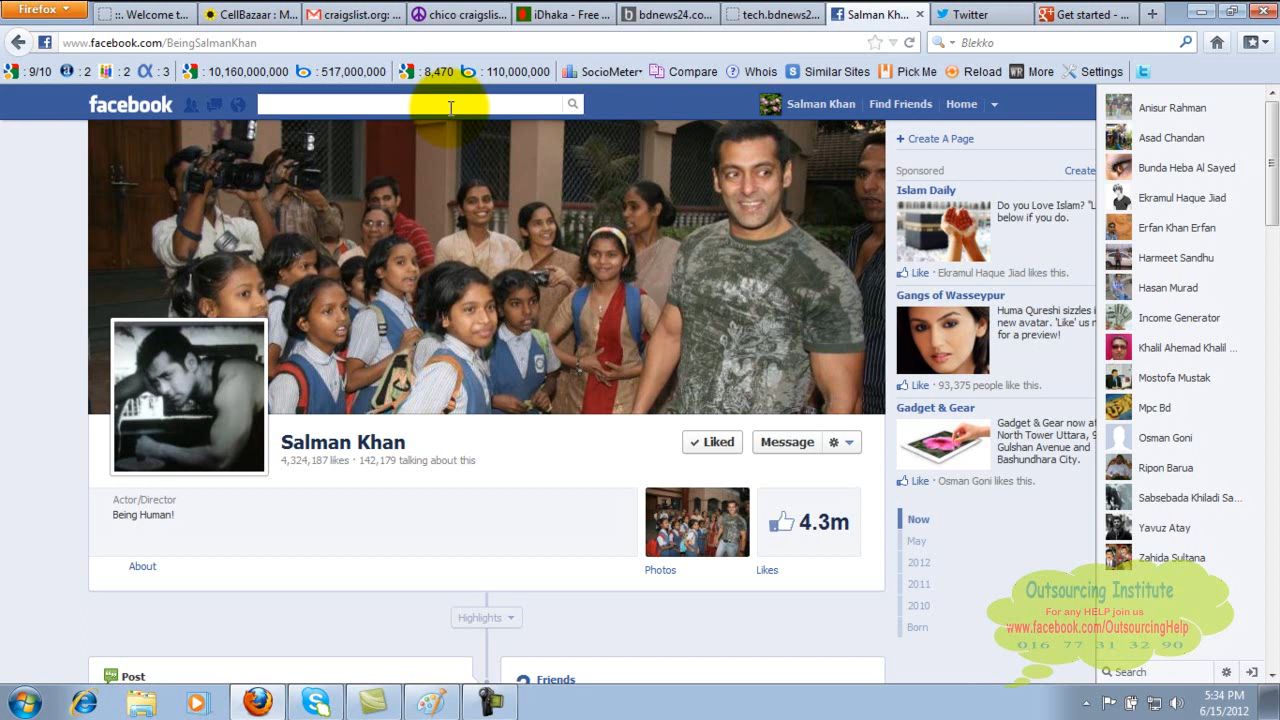 Firefox
::. Welcome t...
CellBazaar : M...
craigslist.org: ...
chico craigslis...
iDhaka - Free ...
bdnews24.co...
tech.bdnews2...
Salman Kh...
Twitter
Get started - ...
www.facebook.com/BeingSalmanKhan
Blekko
: 9/10
: 2
: 2
: 3
: 10,160,000,000
: 517,000,000
: 8,470
: 110,000,000
SocioMeter
Compare
Whois
Similar Sites
Pick Me
Reload
More
Settings
facebook
Salman Khan
Find Friends
Home
Salman Khan
4,324,187 likes · 142,179 talking about this
Liked
Message
Actor/Director
Being Human!
About
Photos
4.3m
Likes
Highlights
Post
Friends
+ Create A Page
Sponsored
Create
Islam Daily
Do you Love Islam? "L
below if you do.
Like · Ekramul Haque Jiad likes this.
Gangs of Wasseypur
Huma Qureshi sizzles i
new avatar. 'Like' us n
for a preview!
Like · 93,375 people like this.
Gadget & Gear
Gadget & Gear now at
North Tower Uttara, 9
Gulshan Avenue and
Bashundhara City.
Like · Osman Goni likes this.
Now
May
2012
2011
2010
Born
Anisur Rahman
Asad Chandan
Bunda Heba Al Sayed
Ekramul Haque Jiad
Erfan Khan Erfan
Harmeet Sandhu
Hasan Murad
Income Generator
Khalil Ahemad Khalil ...
Mostofa Mustak
Mpc Bd
Osman Goni
Ripon Barua
Sabsebada Khiladi Sa...
Yavuz Atay
Zahida Sultana
Outsourcing Institute
For any HELP join us
www.facebook.com/OutsourcingHelp
016 77 31 32 90
Search
5:34 PM
6/15/2012